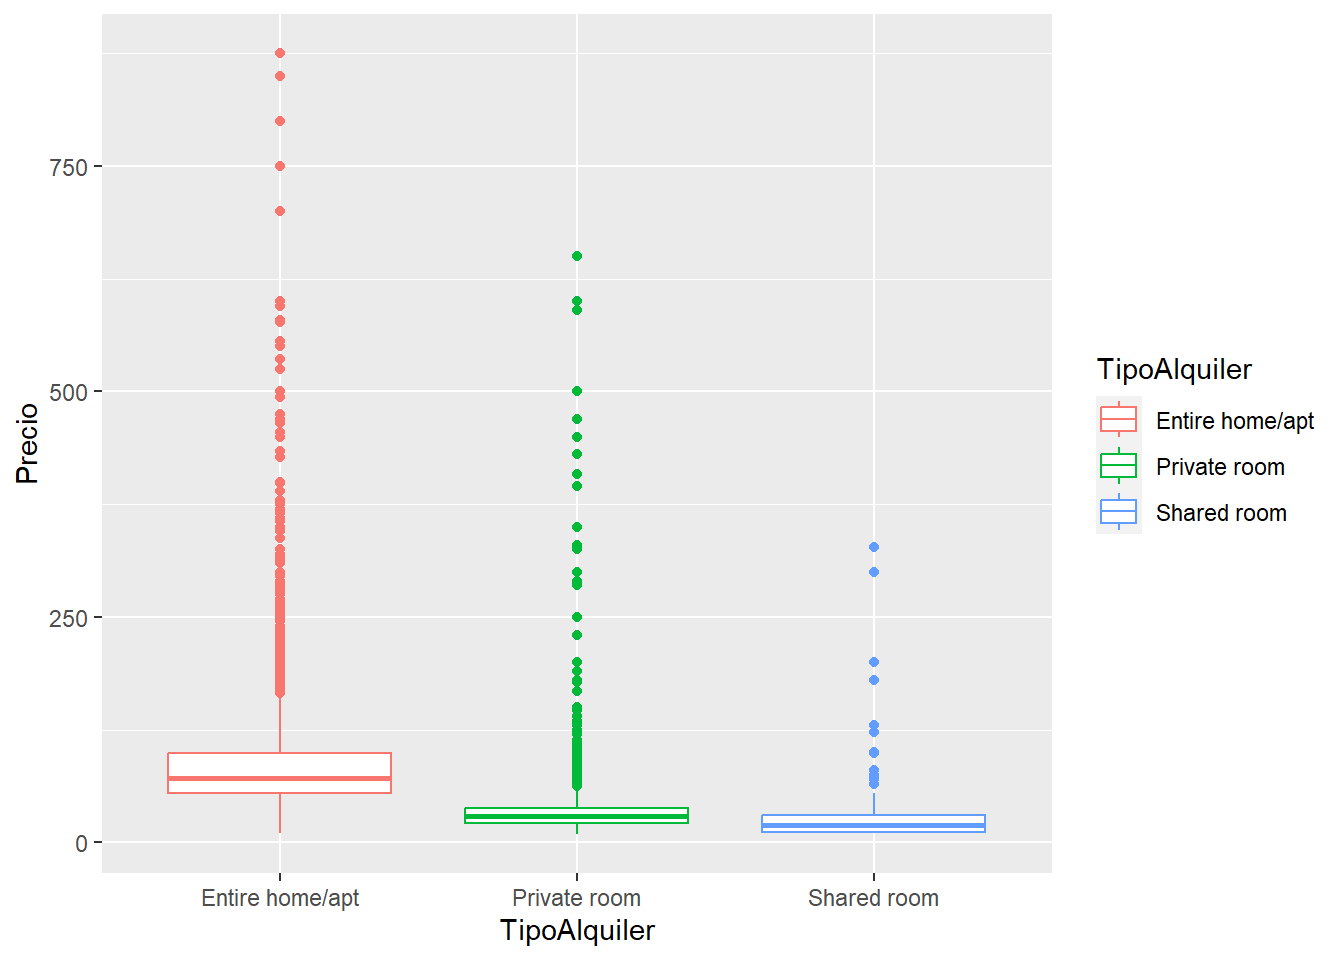 Precio
750
500
250
0
Entire home/apt
Private room
Shared room
TipoAlquiler
TipoAlquiler
Entire home/apt
Private room
Shared room